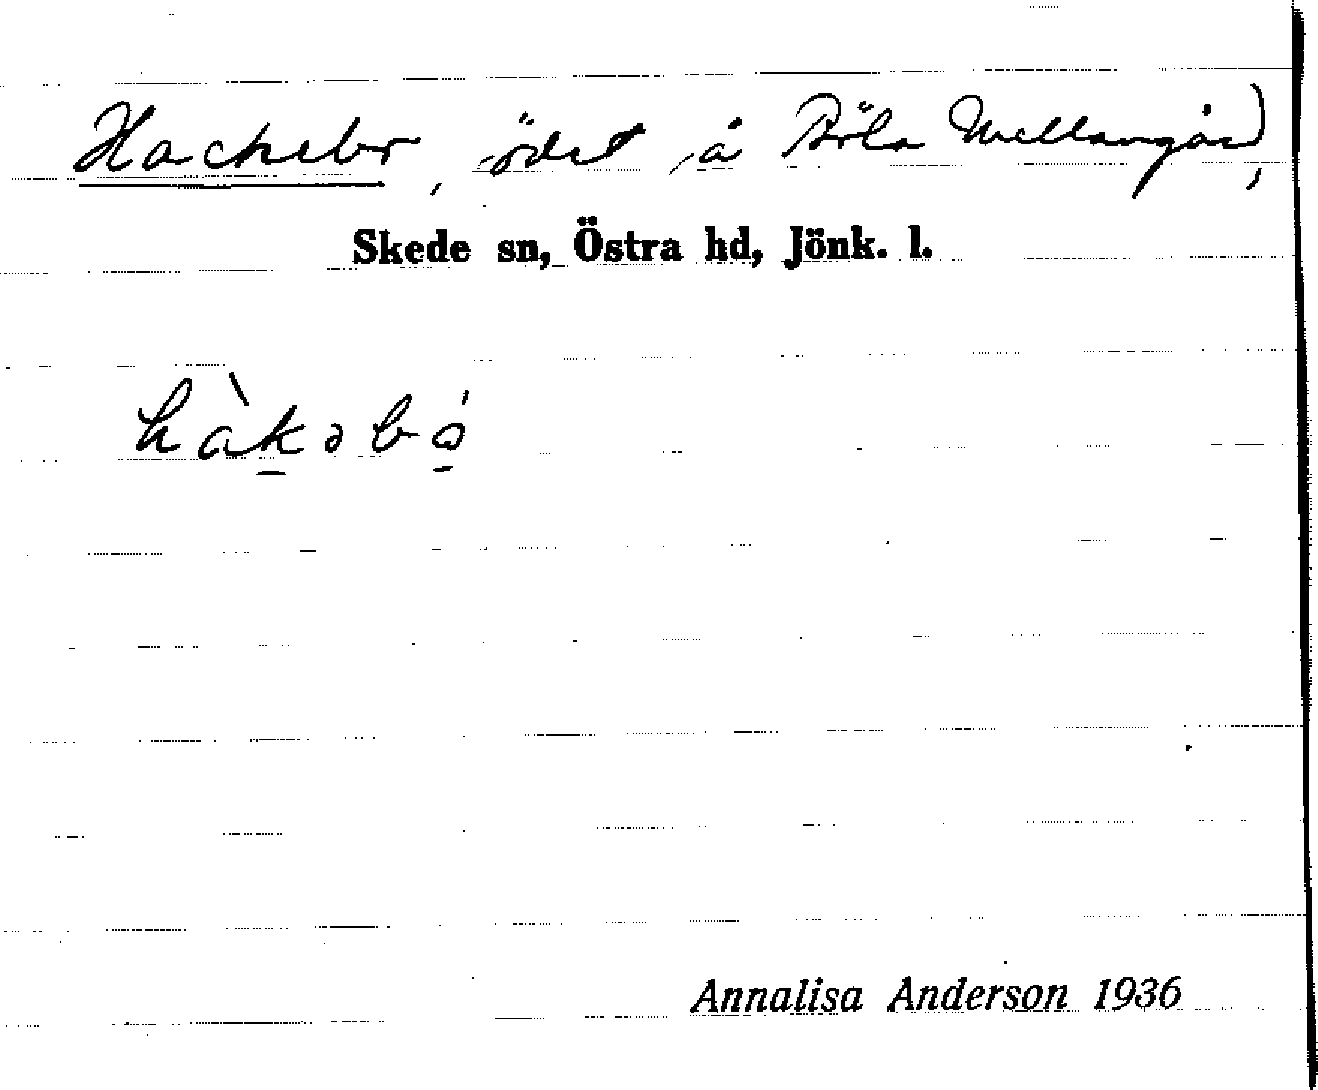 Hackebo, ödet å Böla Mellangård,
Skede sn, Östra hd, Jönk. l.
hàkəbó
Annalisa Anderson 1936